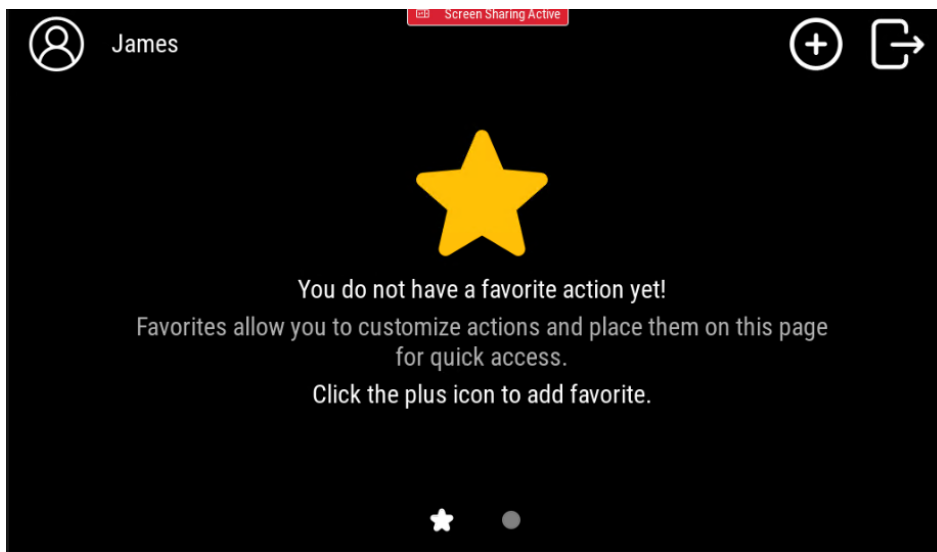 Screen Sharing Active
James
You do not have a favorite action yet!
Favorites allow you to customize actions and place them on this page
for quick access.
Click the plus icon to add favorite.